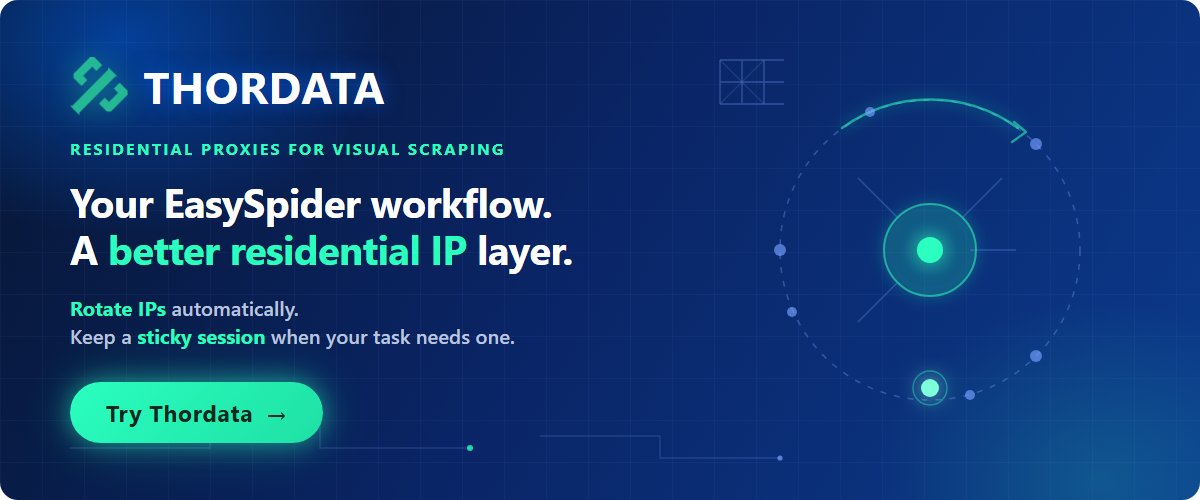 THORDATA
RESIDENTIAL PROXIES FOR VISUAL SCRAPING
Your EasySpider workflow.
A better residential IP layer.
Rotate IPs automatically.
Keep a sticky session when your task needs one.
Try Thordata →